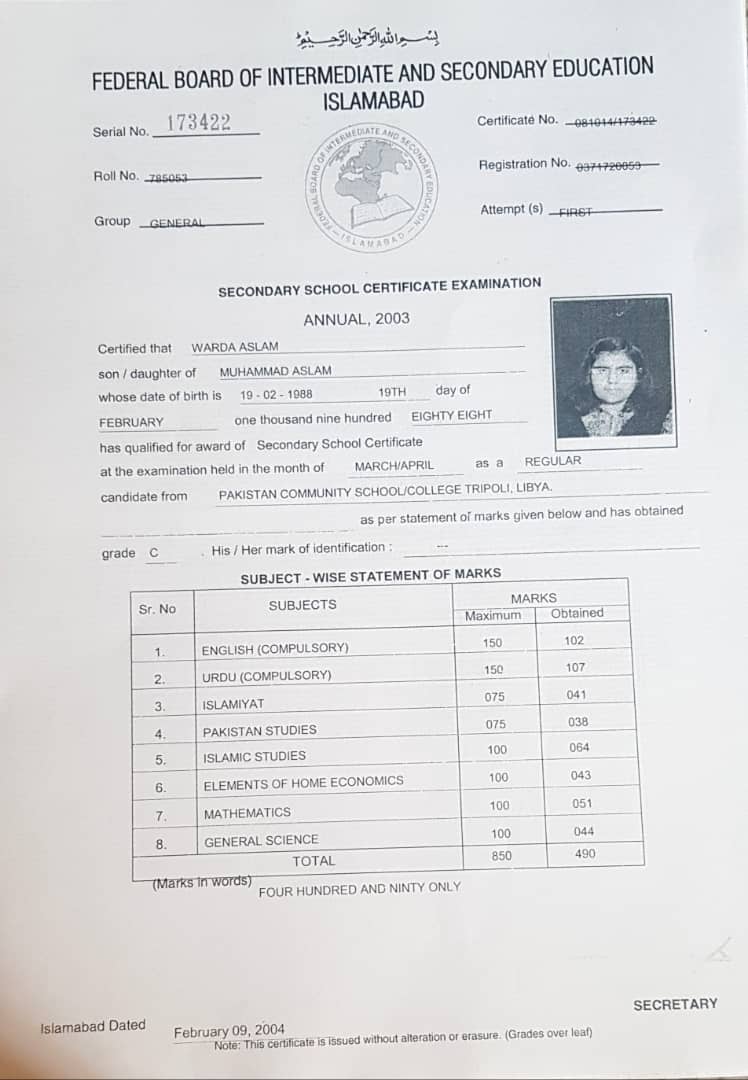 بسم الله الرحمن الرحيم
FEDERAL BOARD OF INTERMEDIATE AND SECONDARY EDUCATION
ISLAMABAD
Serial No. 173422
Certificate No. 081014/173422
Roll No. 785053
Registration No. 0371720053
Group GENERAL
Attempt (s) FIRST
FEDERAL BOARD OF INTERMEDIATE AND SECONDARY EDUCATION
ISLAMABAD
SECONDARY SCHOOL CERTIFICATE EXAMINATION
ANNUAL, 2003
Certified that WARDA ASLAM
son / daughter of MUHAMMAD ASLAM
whose date of birth is 19 - 02 - 1988 19TH day of
FEBRUARY one thousand nine hundred EIGHTY EIGHT
has qualified for award of Secondary School Certificate
at the examination held in the month of MARCH/APRIL as a REGULAR
candidate from PAKISTAN COMMUNITY SCHOOL/COLLEGE TRIPOLI, LIBYA.
as per statement of marks given below and has obtained
grade C . His / Her mark of identification : ---
SUBJECT - WISE STATEMENT OF MARKS
Sr. No SUBJECTS MARKS
Maximum Obtained
1. ENGLISH (COMPULSORY) 150 102
2. URDU (COMPULSORY) 150 107
3. ISLAMIYAT 075 041
4. PAKISTAN STUDIES 075 038
5. ISLAMIC STUDIES 100 064
6. ELEMENTS OF HOME ECONOMICS 100 043
7. MATHEMATICS 100 051
8. GENERAL SCIENCE 100 044
TOTAL 850 490
(Marks in words) FOUR HUNDRED AND NINTY ONLY
SECRETARY
Islamabad Dated February 09, 2004
Note: This certificate is issued without alteration or erasure. (Grades over leaf)